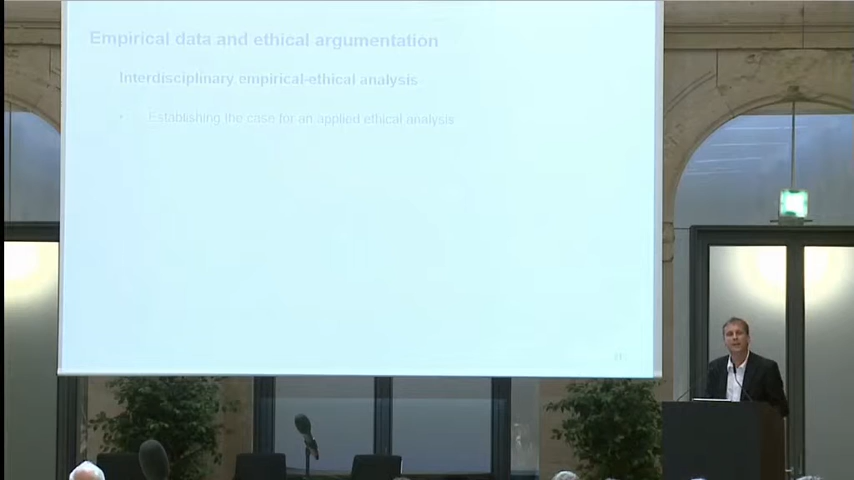 Empirical data and ethical argumentation
Interdisciplinary empirical-ethical analysis
• Establishing the case for an applied ethical analysis